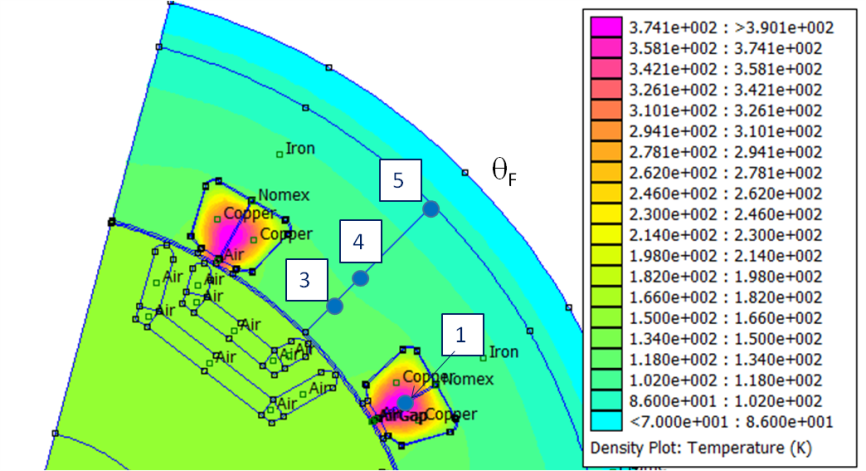 θF
Iron
5
Nomex
Copper
Copper
4
Air
Air
Air
Air
3
Air
Air
1
Iron
Air
Air
Copper
Nomex
Air
Air
AirGap
Copper
3.741e+002 : >3.901e+002
3.581e+002 : 3.741e+002
3.421e+002 : 3.581e+002
3.261e+002 : 3.421e+002
3.101e+002 : 3.261e+002
2.941e+002 : 3.101e+002
2.781e+002 : 2.941e+002
2.620e+002 : 2.781e+002
2.460e+002 : 2.620e+002
2.300e+002 : 2.460e+002
2.140e+002 : 2.300e+002
1.980e+002 : 2.140e+002
1.820e+002 : 1.980e+002
1.660e+002 : 1.820e+002
1.500e+002 : 1.660e+002
1.340e+002 : 1.500e+002
1.180e+002 : 1.340e+002
1.020e+002 : 1.180e+002
8.600e+001 : 1.020e+002
<7.000e+001 : 8.600e+001
Density Plot: Temperature (K)